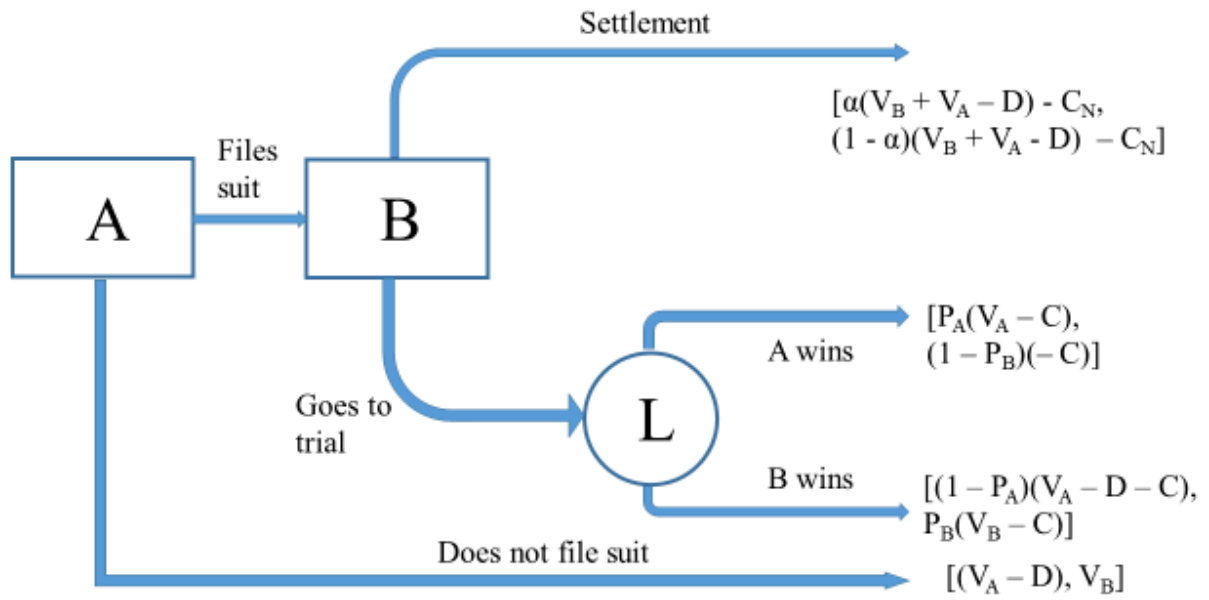 Settlement
[α(V_B + V_A – D) - C_N,
(1 - α)(V_B + V_A - D) – C_N]
Files
suit
A
B
[P_A(V_A – C),
(1 – P_B)(– C)]
A wins
Goes to
trial
L
B wins
[(1 – P_A)(V_A – D – C),
P_B(V_B – C)]
Does not file suit
[(V_A – D), V_B]